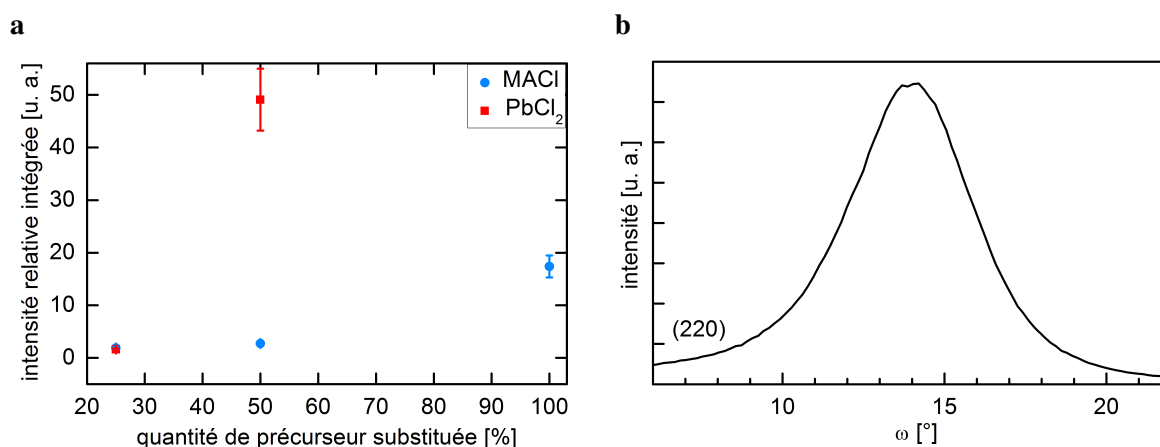 a
intensité relative intégrée [u. a.]
50
40
30
20
10
0
MACl
PbCl₂
20 30 40 50 60 70 80 90 100
quantité de précurseur substituée [%]
b
intensité [u. a.]
(220)
10 15 20
ω [°]